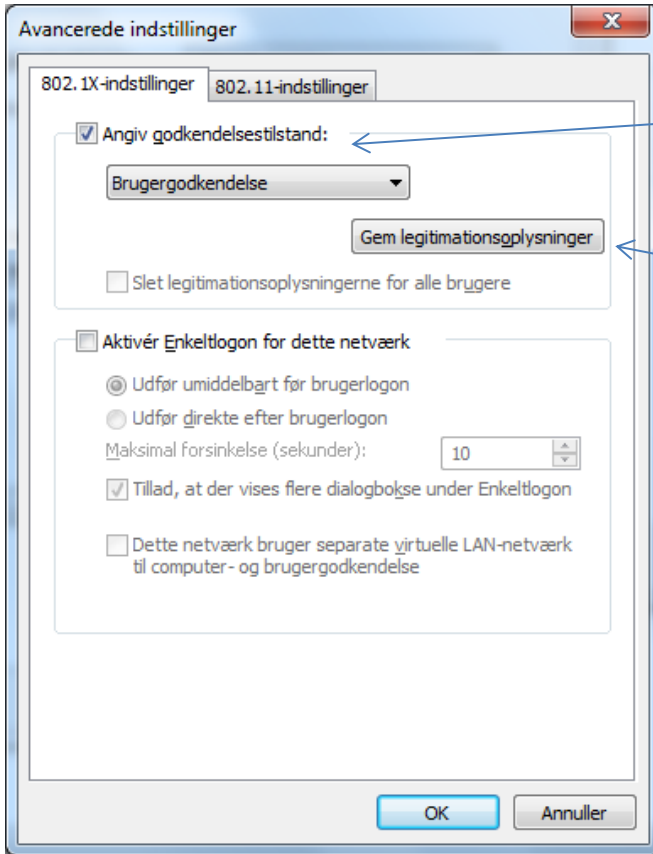 Avancerede indstillinger
802.1X-indstillinger 802.11-indstillinger
Angiv godkendelsestilstand:
Brugergodkendelse
Gem legitimationsoplysninger
Slet legitimationsoplysningerne for alle brugere
Aktivér Enkeltlogon for dette netværk
Udfør umiddelbart før brugerlogon
Udfør direkte efter brugerlogon
Maksimal forsinkelse (sekunder): 10
Tillad, at der vises flere dialogbokse under Enkeltlogon
Dette netværk bruger separate virtuelle LAN-netværk
til computer- og brugergodkendelse
OK Annuller